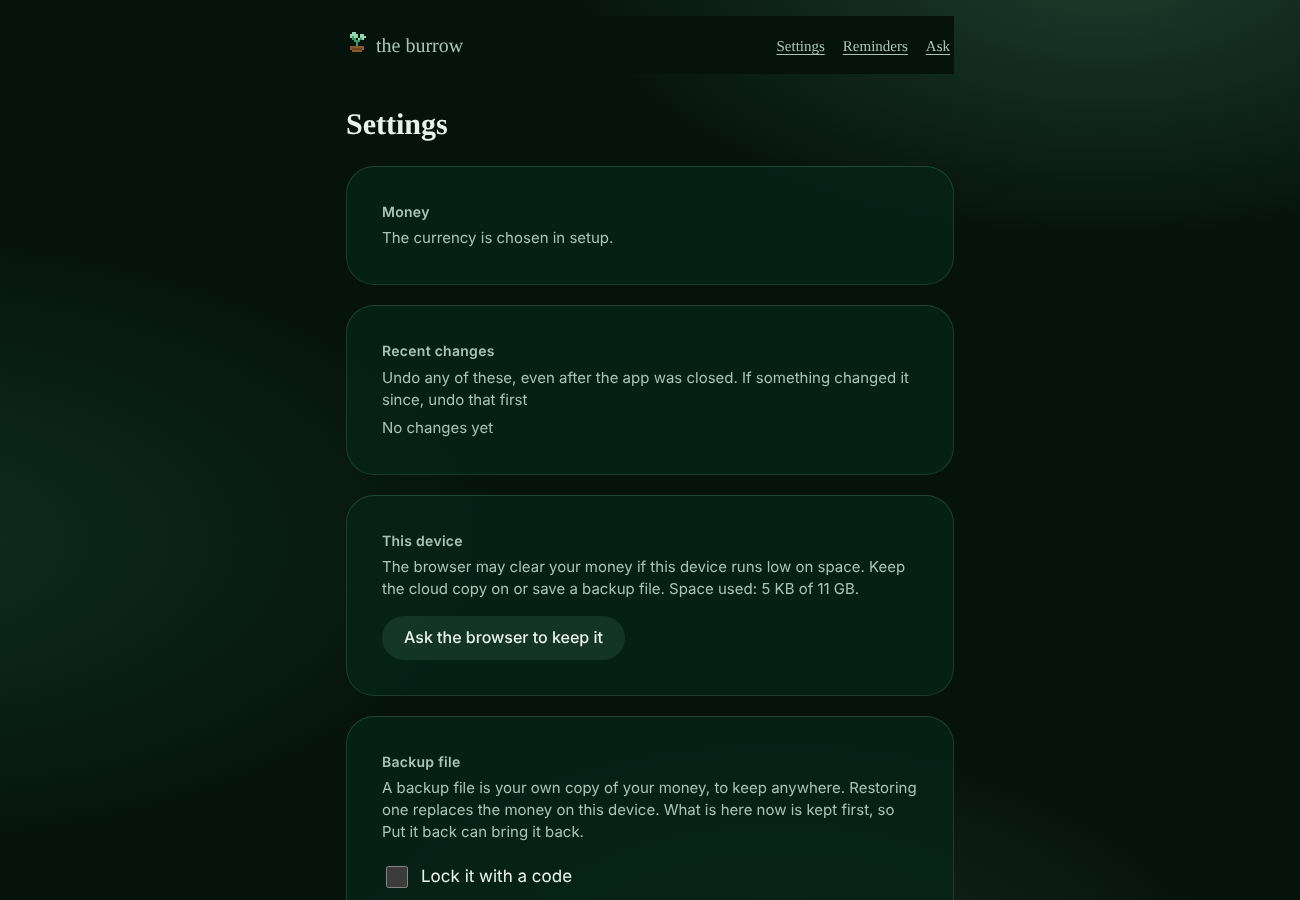 the burrow
Settings Reminders Ask
Settings
Money
The currency is chosen in setup.
Recent changes
Undo any of these, even after the app was closed. If something changed it
since, undo that first
No changes yet
This device
The browser may clear your money if this device runs low on space. Keep
the cloud copy on or save a backup file. Space used: 5 KB of 11 GB.
Ask the browser to keep it
Backup file
A backup file is your own copy of your money, to keep anywhere. Restoring
one replaces the money on this device. What is here now is kept first, so
Put it back can bring it back.
Lock it with a code